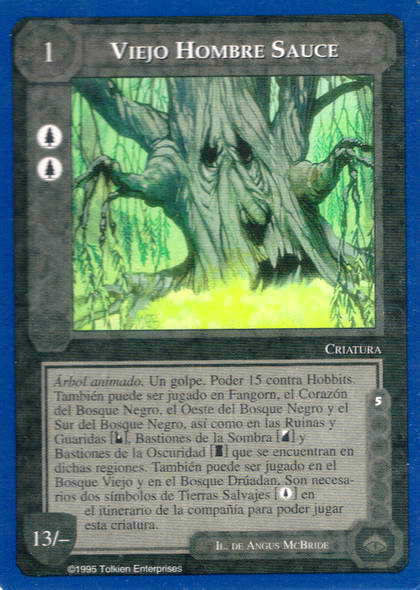 1
VIEJO HOMBRE SAUCE
CRIATURA
Árbol animado. Un golpe. Poder 15 contra Hobbits.
También puede ser jugado en Fangorn, el Corazón
del Bosque Negro, el Oeste del Bosque Negro y el
Sur del Bosque Negro, así como en las Ruinas y
Guaridas [], Bastiones de la Sombra [] y
Bastiones de la Oscuridad [] que se encuentran en
dichas regiones. También puede ser jugado en el
Bosque Viejo y en el Bosque Drúadan. Son necesa-
rios dos símbolos de Tierras Salvajes [] en
el itinerario de la compañía para poder jugar
esta criatura.
5
13/–
IL. DE ANGUS MCBRIDE
©1995 Tolkien Enterprises